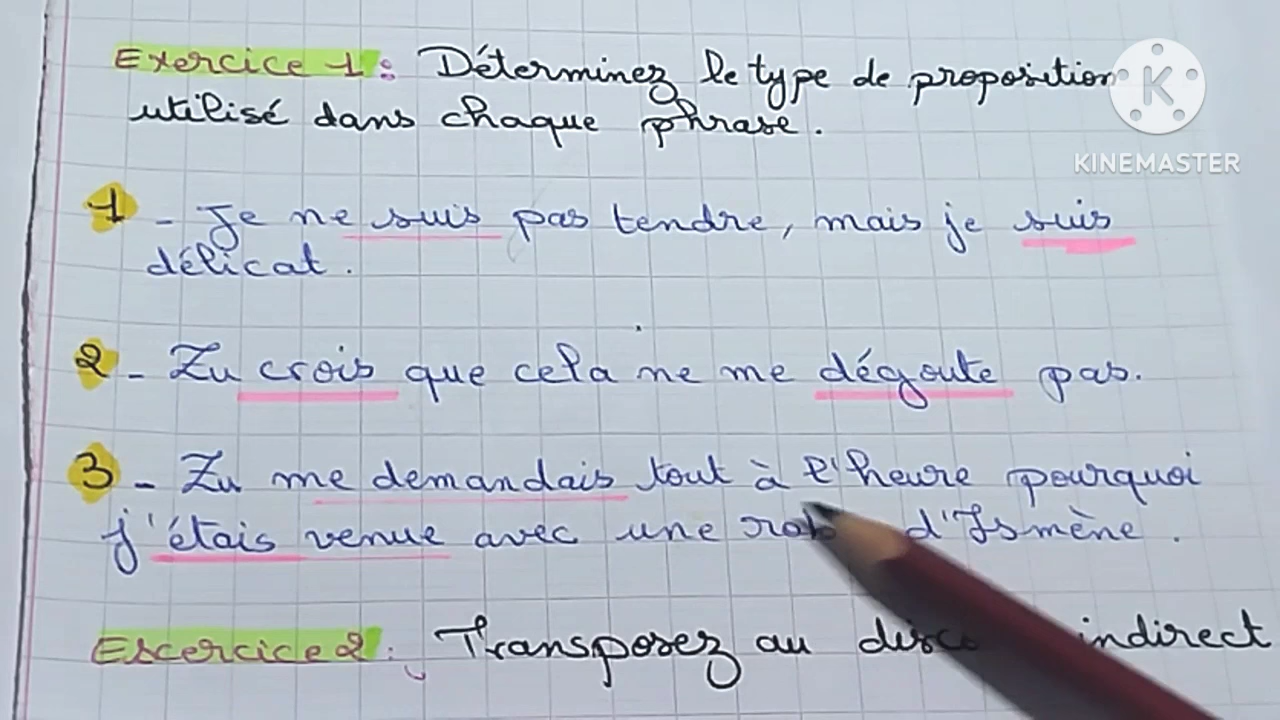 Exercice 1 : Déterminez le type de proposition
utilisé dans chaque phrase.
KINEMASTER
1 - Je ne suis pas tendre, mais je suis
délicat.
2 - Tu crois que cela ne me dégoute pas.
3 - Tu me demandais tout à l'heure pourquoi
j'étais venue avec une d'Ismène.
Escercice 2 : Transposez au indirect